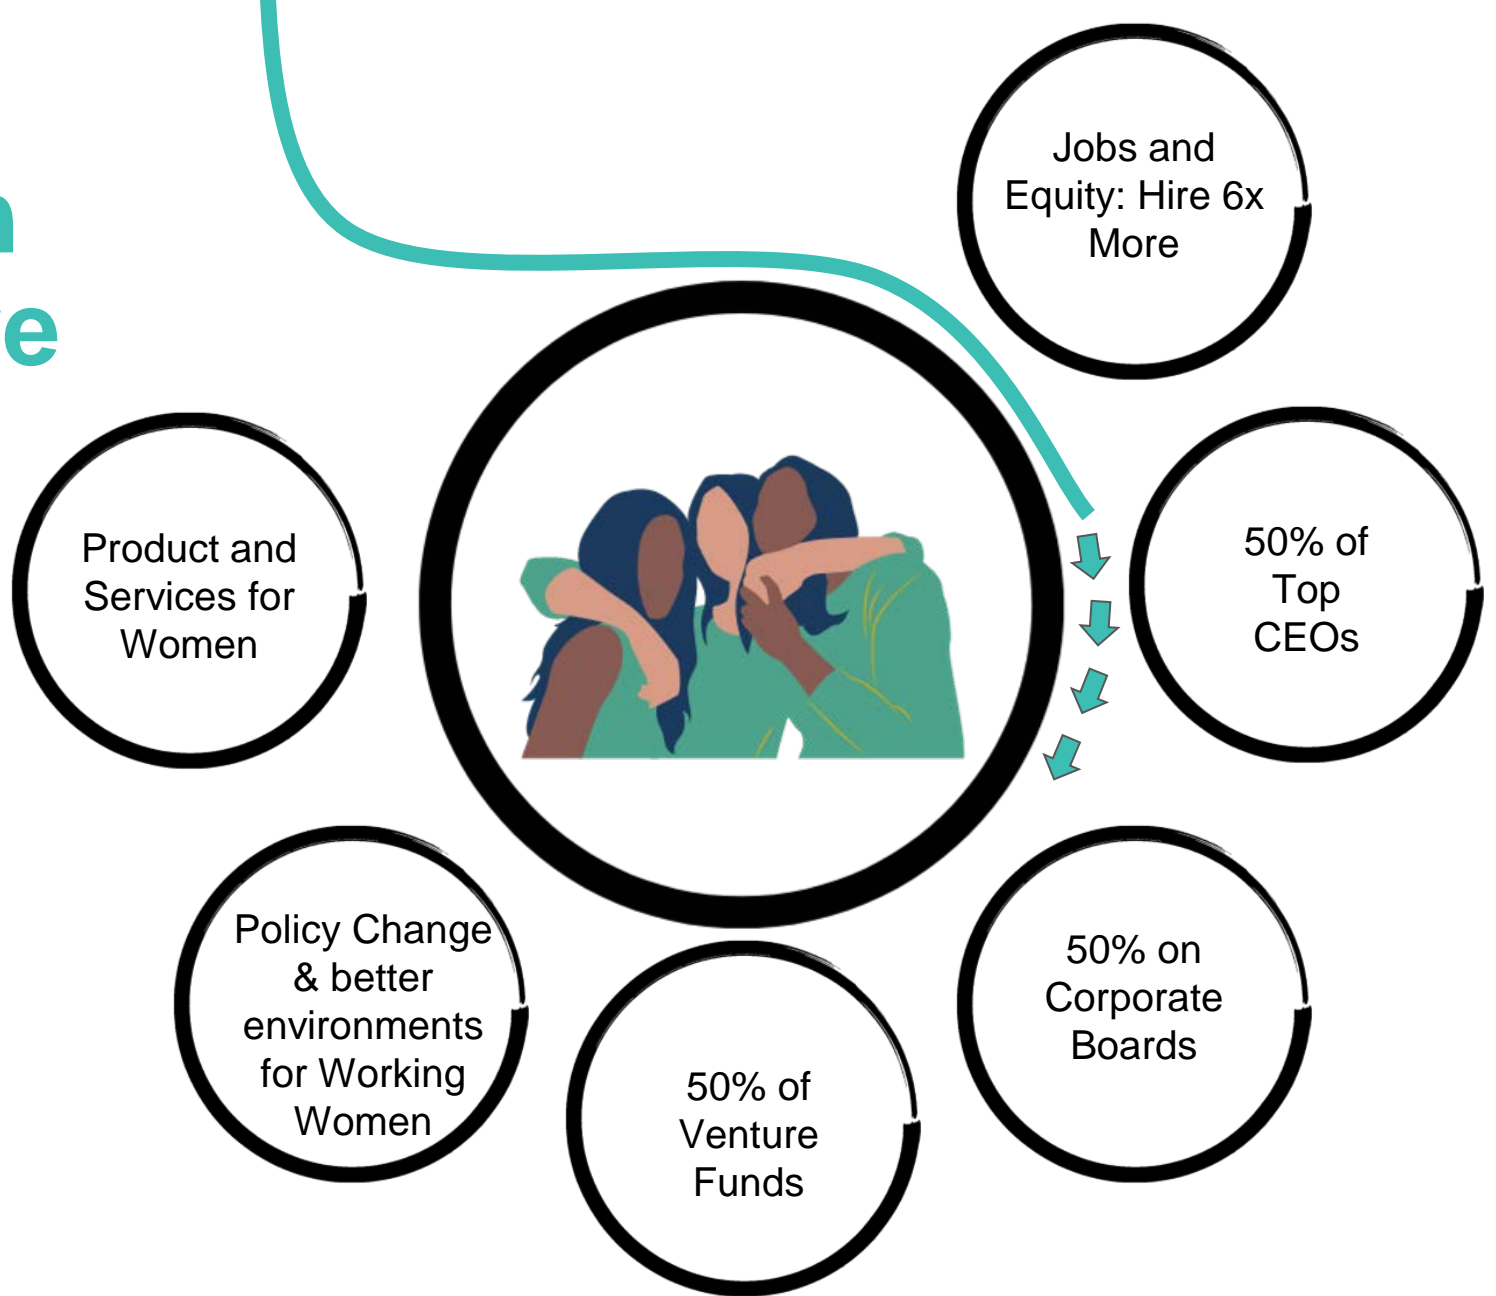 Jobs and
Equity: Hire 6x
More
50% of
Top
CEOs
Product and
Services for
Women
Policy Change
& better
environments
for Working
Women
50% on
Corporate
Boards
50% of
Venture
Funds